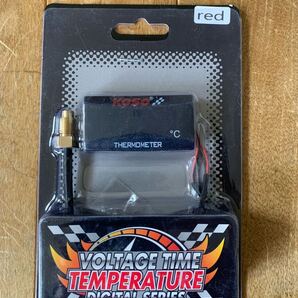 red
KOSO
°C
THERMOMETER
VOLTAGE TIME
TEMPERATURE
DIGITAL SERIES